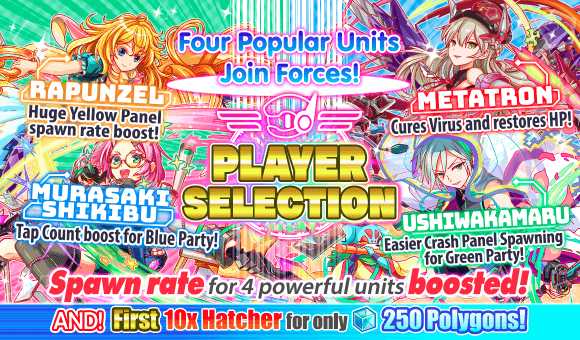 Four Popular Units
Join Forces!
RAPUNZEL
Huge Yellow Panel
spawn rate boost!
METATRON
Cures Virus and restores HP!
PLAYER
SELECTION
MURASAKI
SHIKIBU
Tap Count boost for Blue Party!
USHIWAKAMARU
Easier Crash Panel Spawning
for Green Party!
Spawn rate for 4 powerful units boosted!
AND! First 10x Hatcher for only 250 Polygons!